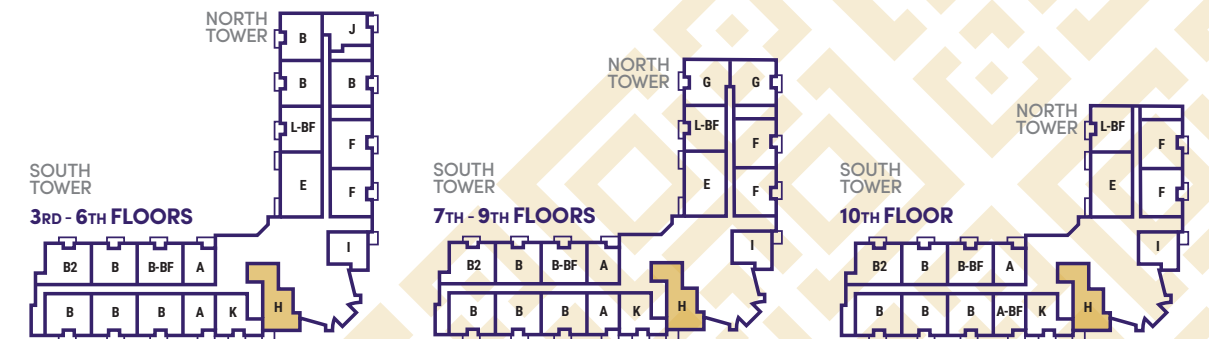 NORTH
TOWER
B
J
B
B
L-BF
F
E
F
SOUTH
TOWER
3RD - 6TH FLOORS
I
B2
B
B-BF
A
B
B
B
A
K
H
NORTH
TOWER
G
G
L-BF
F
E
F
SOUTH
TOWER
7TH - 9TH FLOORS
I
B2
B
B-BF
A
B
B
B
A
K
H
NORTH
TOWER
L-BF
F
E
F
SOUTH
TOWER
10TH FLOOR
I
B2
B
B-BF
A
B
B
B
A-BF
K
H